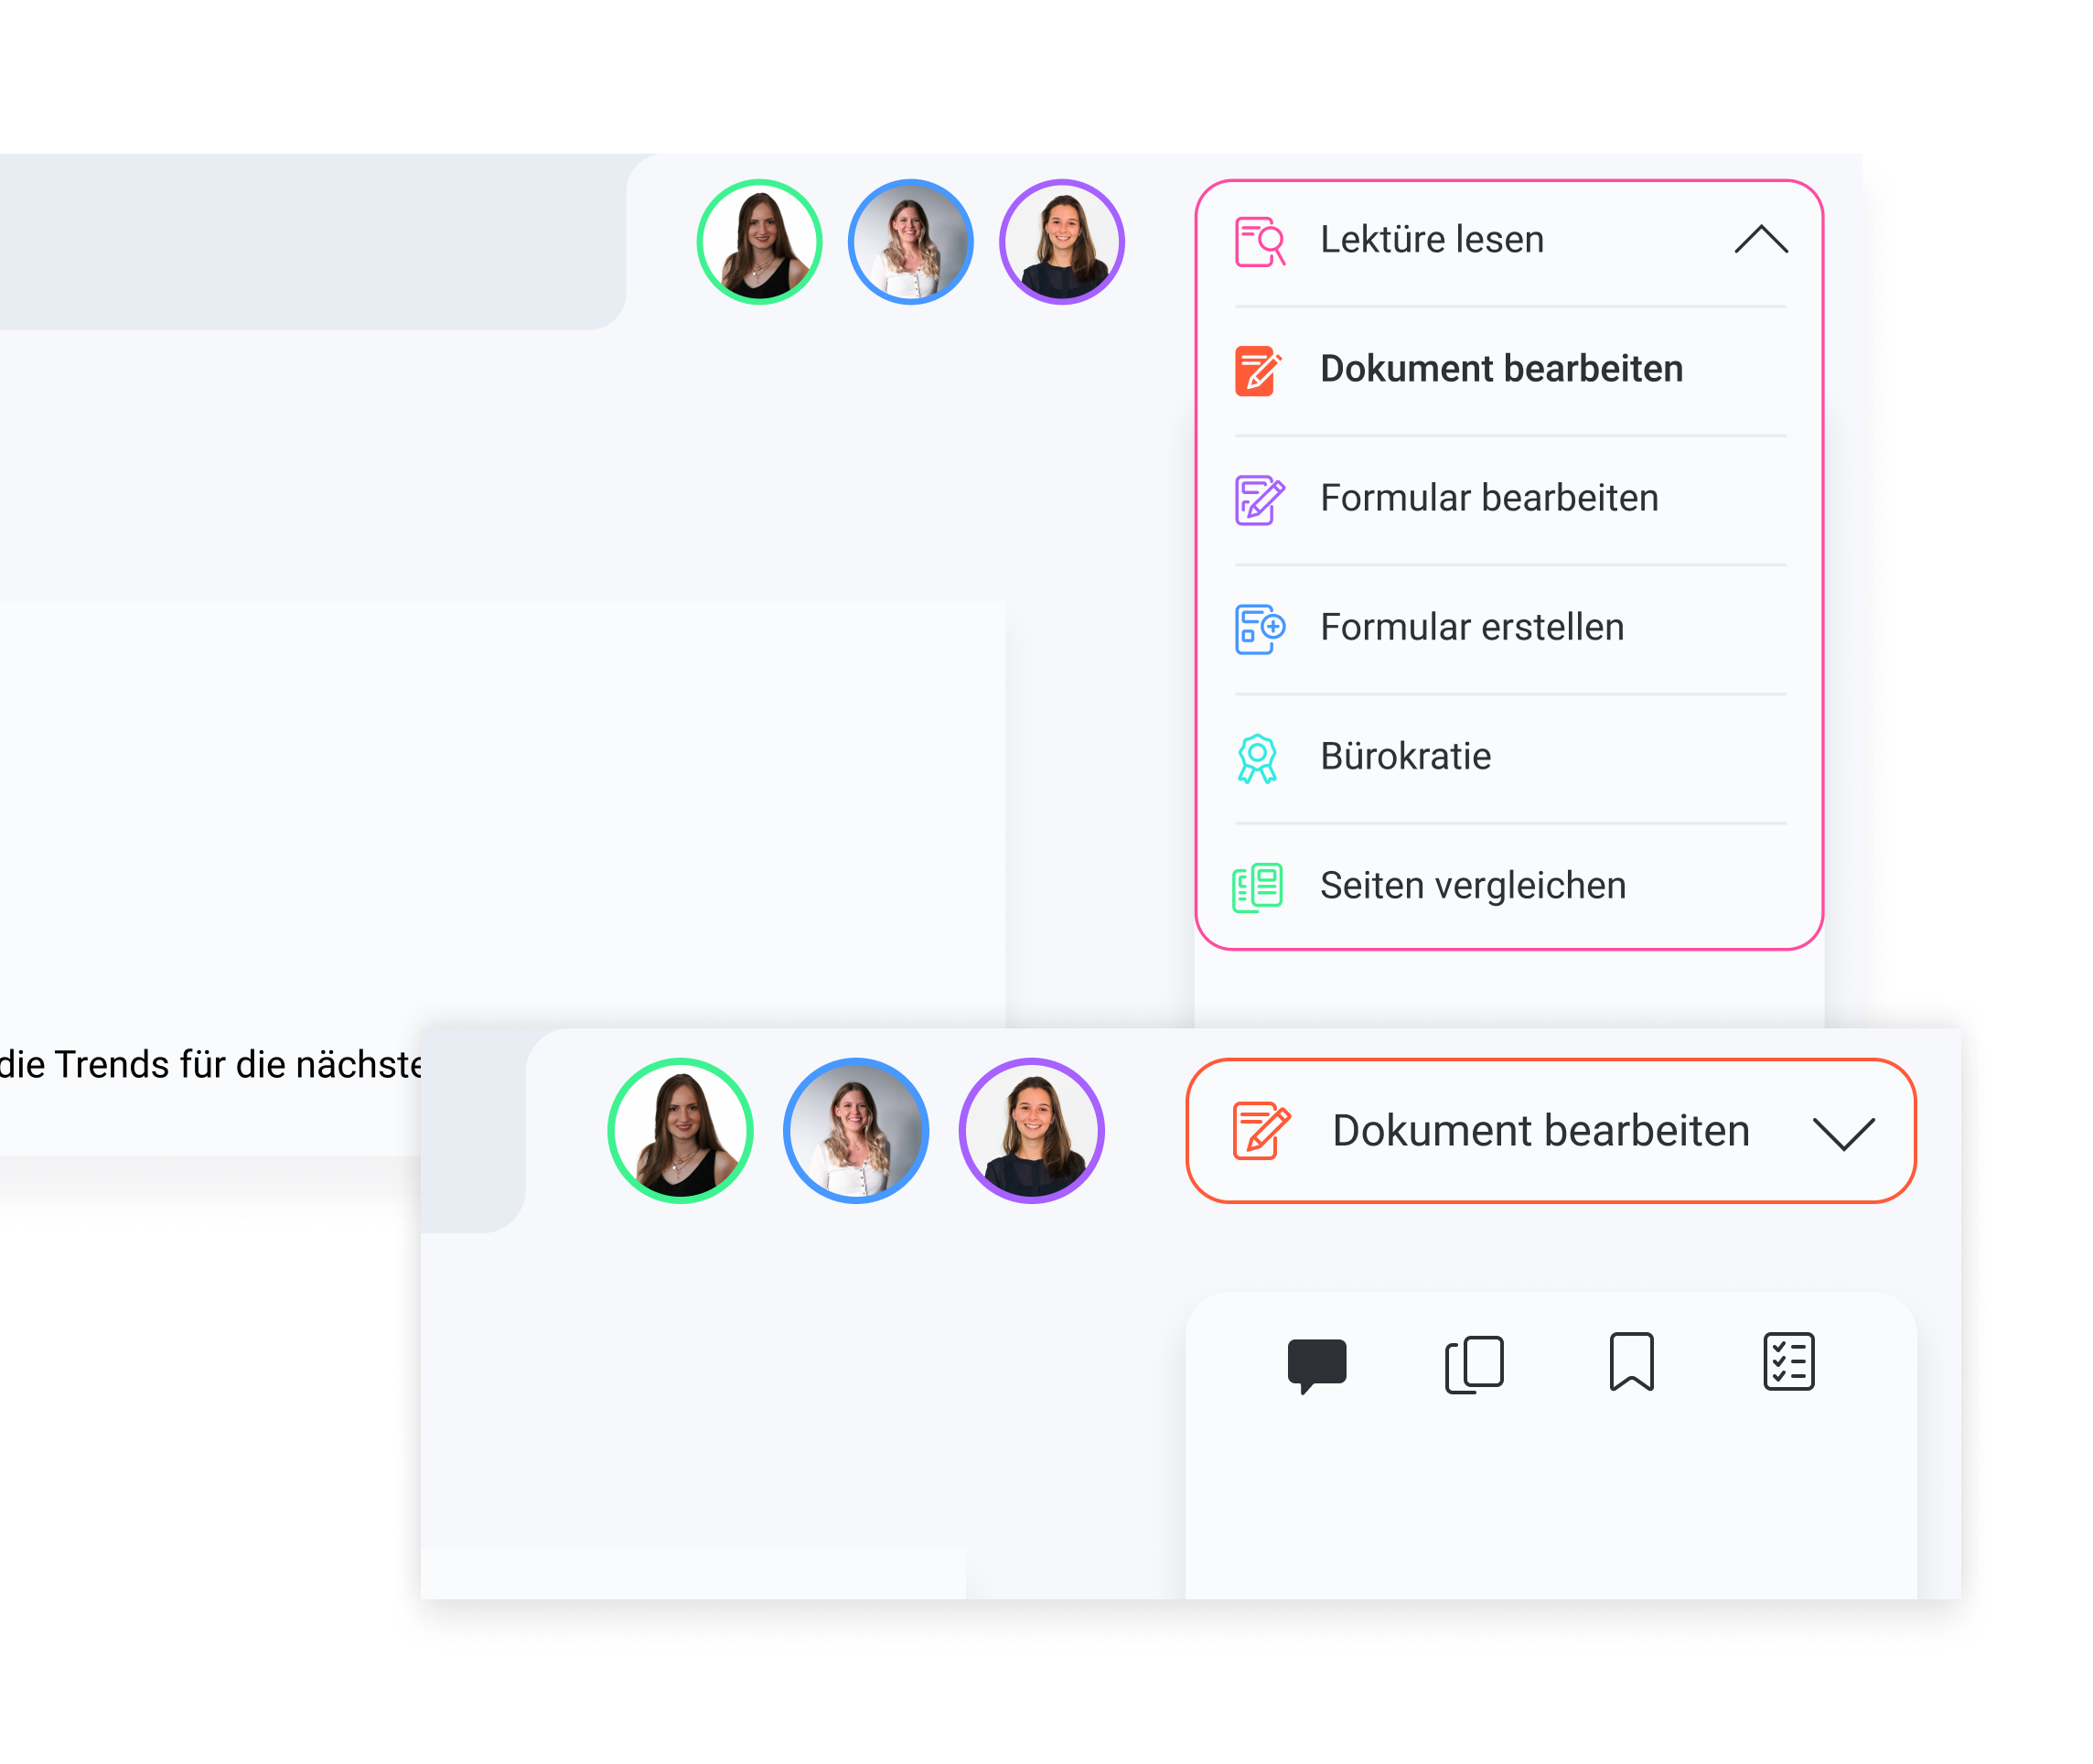 Lektüre lesen
Dokument bearbeiten
Formular bearbeiten
Formular erstellen
Bürokratie
Seiten vergleichen
die Trends für die nächste
Dokument bearbeiten